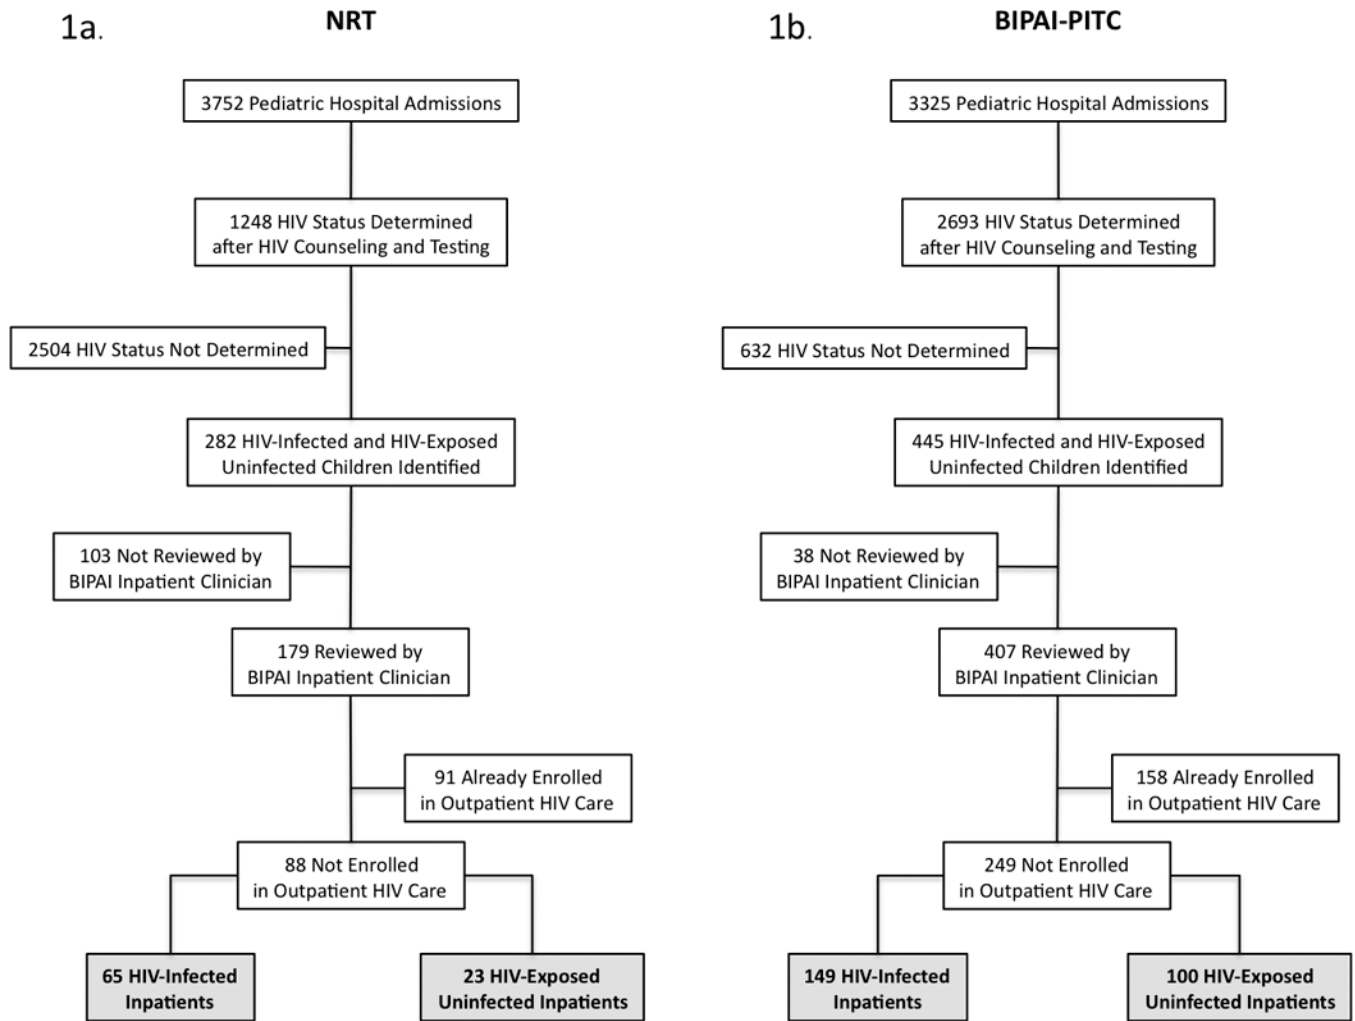 1a.
NRT
3752 Pediatric Hospital Admissions
1248 HIV Status Determined
after HIV Counseling and Testing
2504 HIV Status Not Determined
282 HIV-Infected and HIV-Exposed
Uninfected Children Identified
103 Not Reviewed by
BIPAI Inpatient Clinician
179 Reviewed by
BIPAI Inpatient Clinician
91 Already Enrolled
in Outpatient HIV Care
88 Not Enrolled
in Outpatient HIV Care
65 HIV-Infected
Inpatients
23 HIV-Exposed
Uninfected Inpatients
1b.
BIPAI-PITC
3325 Pediatric Hospital Admissions
2693 HIV Status Determined
after HIV Counseling and Testing
632 HIV Status Not Determined
445 HIV-Infected and HIV-Exposed
Uninfected Children Identified
38 Not Reviewed by
BIPAI Inpatient Clinician
407 Reviewed by
BIPAI Inpatient Clinician
158 Already Enrolled
in Outpatient HIV Care
249 Not Enrolled
in Outpatient HIV Care
149 HIV-Infected
Inpatients
100 HIV-Exposed
Uninfected Inpatients